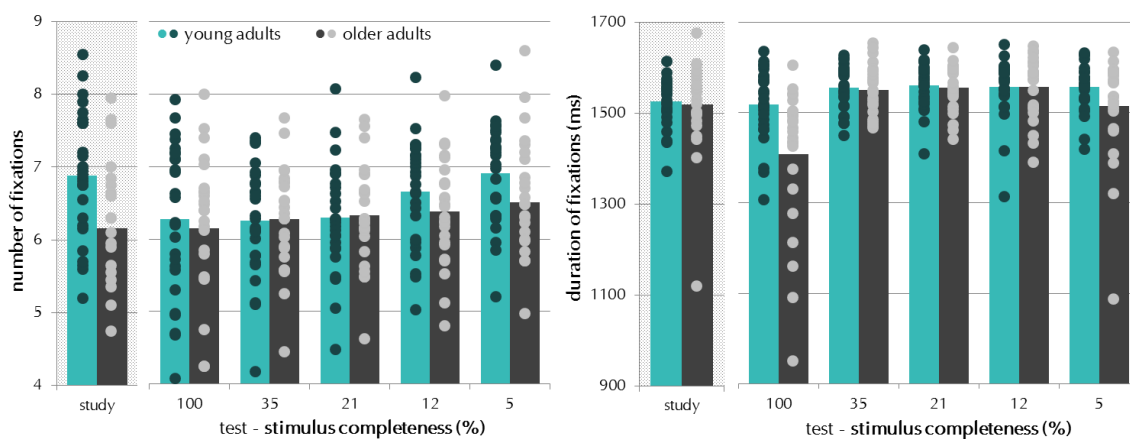 number of fixations
9
8
7
6
5
4
young adults
older adults
study
100
35
21
12
5
test - stimulus completeness (%)
duration of fixations (ms)
1700
1500
1300
1100
900
study
100
35
21
12
5
test - stimulus completeness (%)